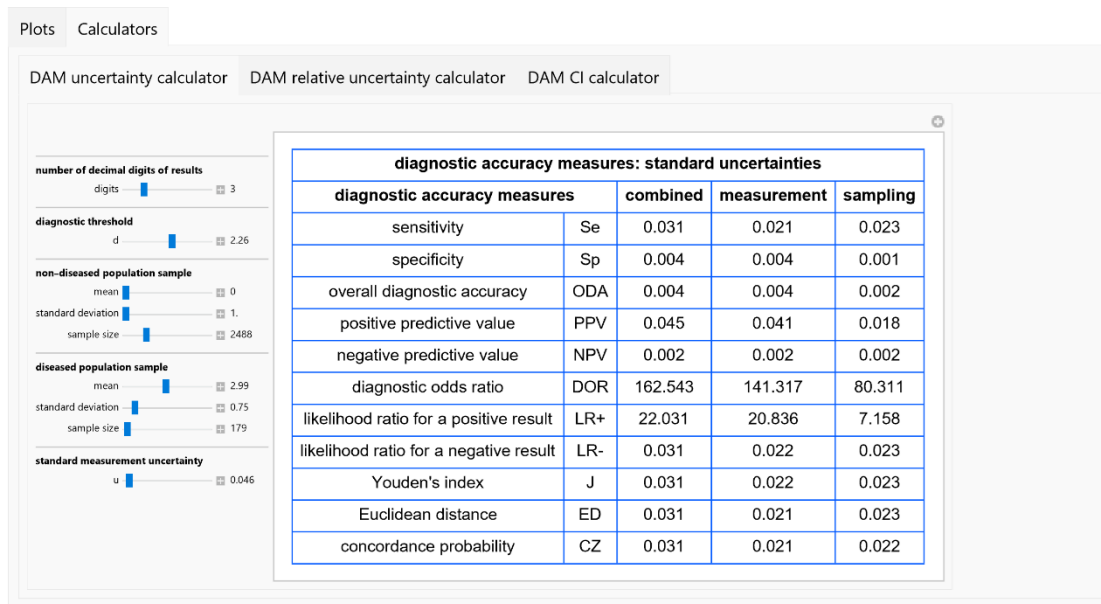 Plots Calculators
DAM uncertainty calculator DAM relative uncertainty calculator DAM CI calculator
number of decimal digits of results
digits 3
diagnostic threshold
d 2.26
non-diseased population sample
mean 0
standard deviation 1.
sample size 2488
diseased population sample
mean 2.99
standard deviation 0.75
sample size 179
standard measurement uncertainty
u 0.046
diagnostic accuracy measures: standard uncertainties
diagnostic accuracy measures combined measurement sampling
sensitivity Se 0.031 0.021 0.023
specificity Sp 0.004 0.004 0.001
overall diagnostic accuracy ODA 0.004 0.004 0.002
positive predictive value PPV 0.045 0.041 0.018
negative predictive value NPV 0.002 0.002 0.002
diagnostic odds ratio DOR 162.543 141.317 80.311
likelihood ratio for a positive result LR+ 22.031 20.836 7.158
likelihood ratio for a negative result LR- 0.031 0.022 0.023
Youden's index J 0.031 0.022 0.023
Euclidean distance ED 0.031 0.021 0.023
concordance probability CZ 0.031 0.021 0.022